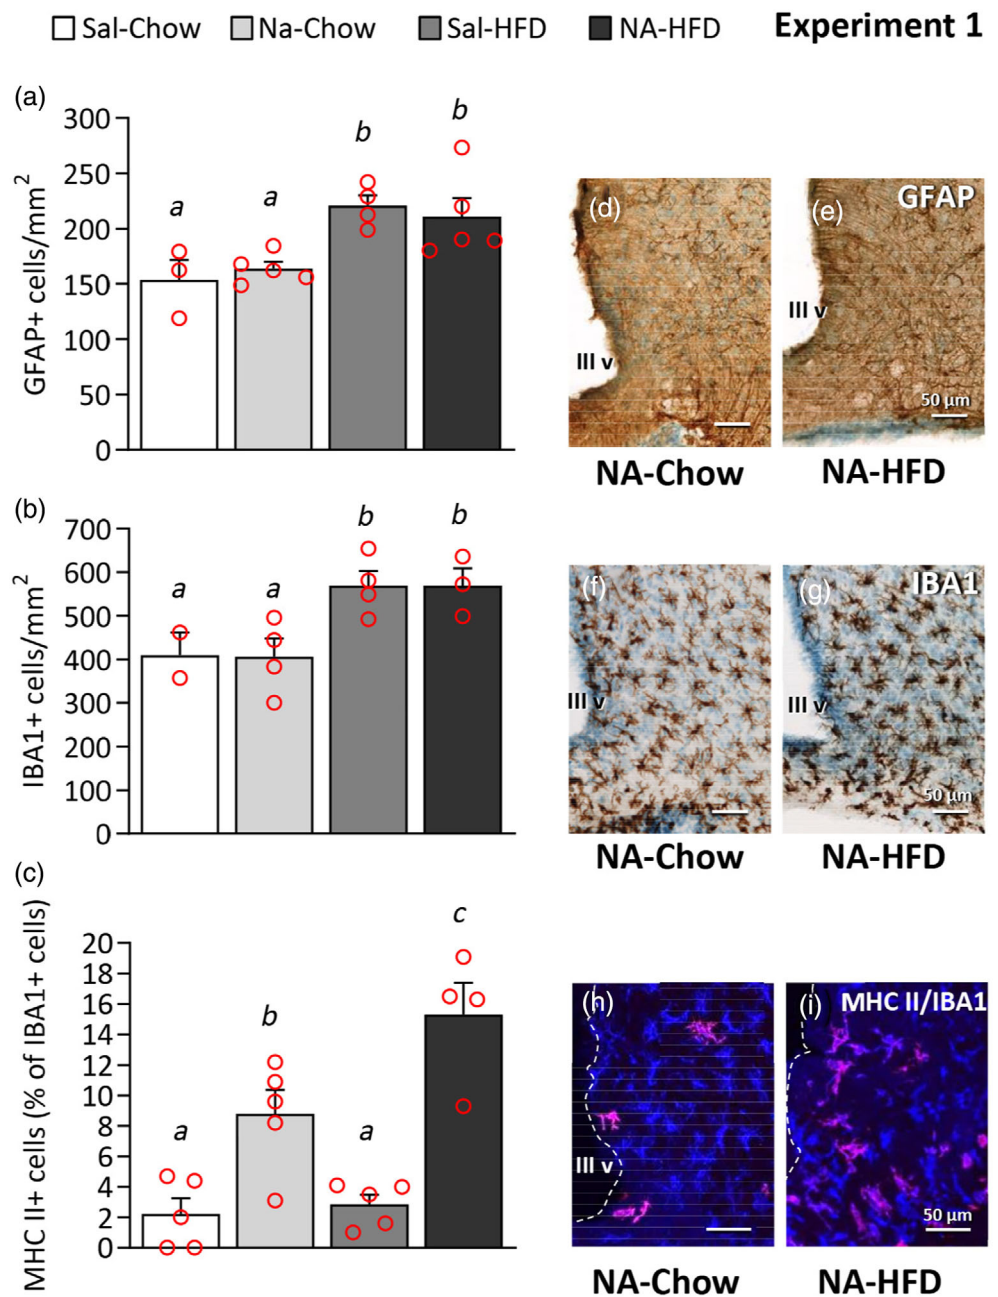 Sal-Chow Na-Chow Sal-HFD NA-HFD Experiment 1
(a)
GFAP+ cells/mm²
300
250
200
150
100
50
0
a a b b
(d)
III v
NA-Chow
(e) GFAP
III v
50 µm
NA-HFD
(b)
IBA1+ cells/mm²
700
600
500
400
300
200
100
0
a a b b
(f)
III v
NA-Chow
(g) IBA1
III v
50 µm
NA-HFD
(c)
MHC II+ cells (% of IBA1+ cells)
20
18
16
14
12
10
8
6
4
2
0
a b a c
(h)
III v
NA-Chow
(i) MHC II/IBA1
50 µm
NA-HFD